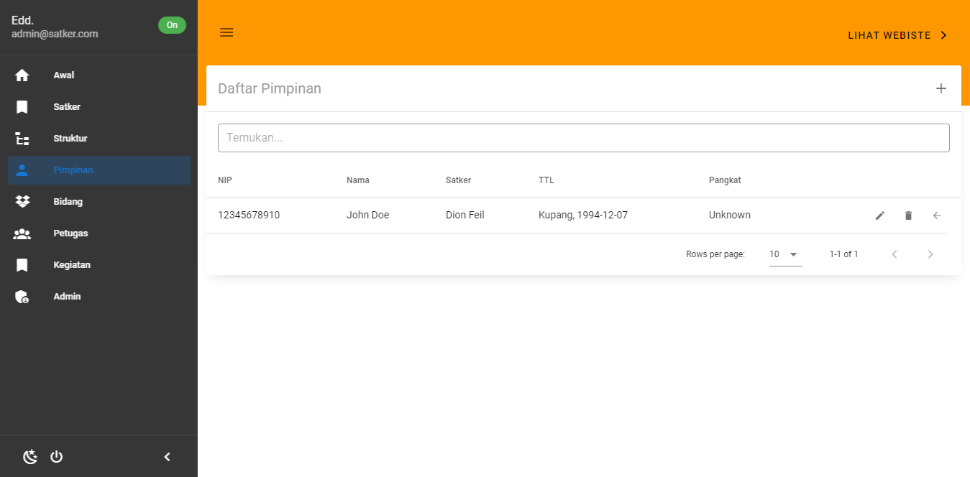 Edd.
admin@satker.com
On
Awal
Satker
Struktur
Pimpinan
Bidang
Petugas
Kegiatan
Admin
LIHAT WEBISTE
Daftar Pimpinan
Temukan...
NIP Nama Satker TTL Pangkat
12345678910 John Doe Dion Feil Kupang, 1994-12-07 Unknown
Rows per page: 10 1-1 of 1